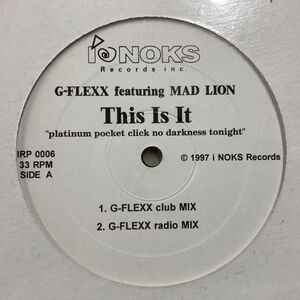 i NOKS
Records inc.
G-FLEXX featuring MAD LION
This Is It
"platinum pocket click no darkness tonight"
IRP 0006
33 RPM
SIDE A
© 1997 i NOKS Records
1. G-FLEXX club MIX
2. G-FLEXX radio MIX